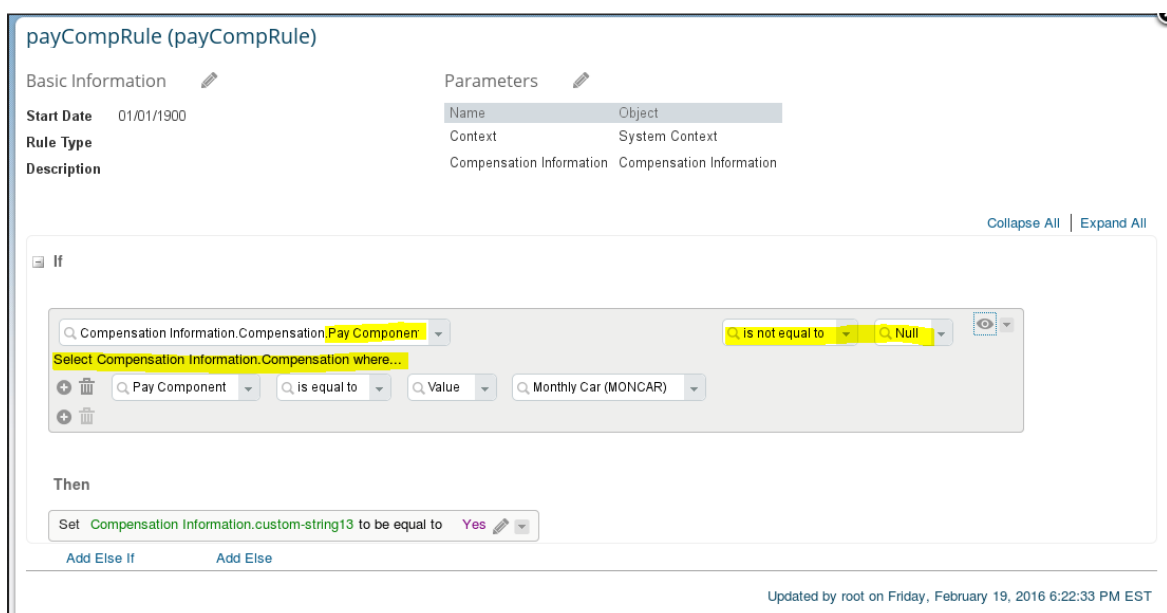 payCompRule (payCompRule)
Basic Information
Parameters
Start Date 01/01/1900
Rule Type
Description
Name Object
Context System Context
Compensation Information Compensation Information
Collapse All | Expand All
If
Compensation Information.Compensation.Pay Componen is not equal to Null
Select Compensation Information.Compensation where...
Pay Component is equal to Value Monthly Car (MONCAR)
Then
Set Compensation Information.custom-string13 to be equal to Yes
Add Else If Add Else
Updated by root on Friday, February 19, 2016 6:22:33 PM EST